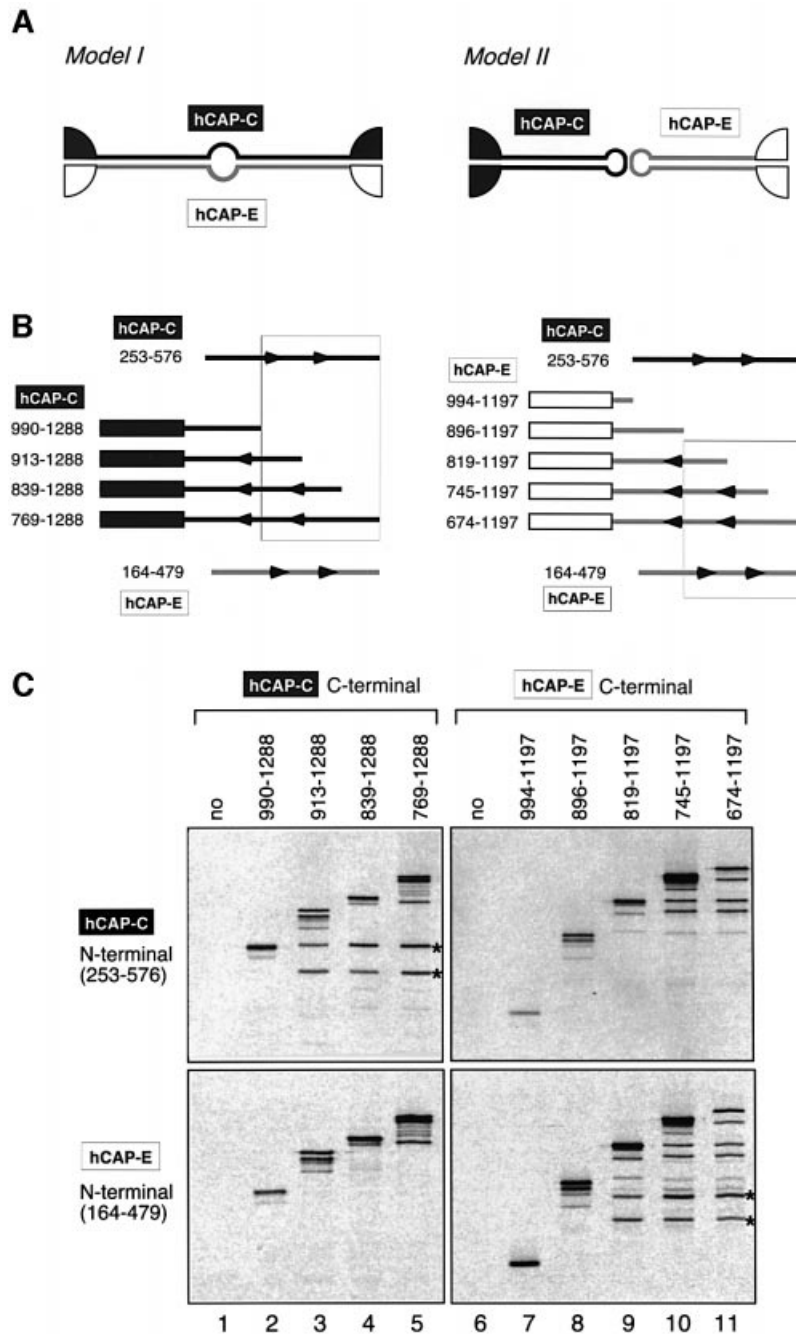 A
Model I
Model II
hCAP-C
hCAP-E
hCAP-C
hCAP-E
B
hCAP-C
253-576
hCAP-C
990-1288
913-1288
839-1288
769-1288
164-479
hCAP-E
hCAP-C
253-576
hCAP-E
994-1197
896-1197
819-1197
745-1197
674-1197
164-479
hCAP-E
C
hCAP-C C-terminal
hCAP-E C-terminal
no
990-1288
913-1288
839-1288
769-1288
no
994-1197
896-1197
819-1197
745-1197
674-1197
hCAP-C
N-terminal
(253-576)
*
*
hCAP-E
N-terminal
(164-479)
*
*
1 2 3 4 5 6 7 8 9 10 11